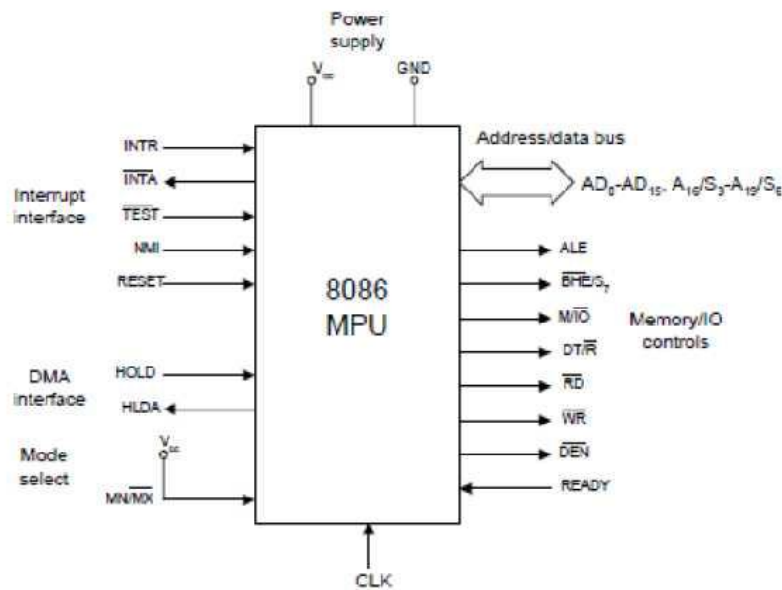 Power
supply
Vcc
GND
Address/data bus
AD0-AD15, A16/S3-A19/S6
Interrupt
interface
INTR
INTA
TEST
NMI
RESET
8086
MPU
ALE
BHE/S7
M/IO
DT/R
RD
WR
DEN
READY
Memory/IO
controls
DMA
interface
HOLD
HLDA
Mode
select
Vcc
MN/MX
CLK